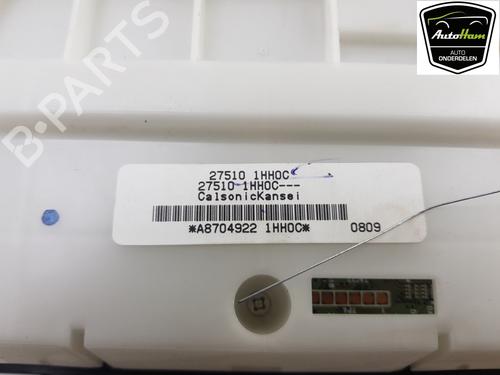 AutoHam
AUTO
ONDERDELEN
B-PARTS
27510 1HH0C
27510-1HH0C---
CalsonicKansei
*A8704922 1HH0C*
0809